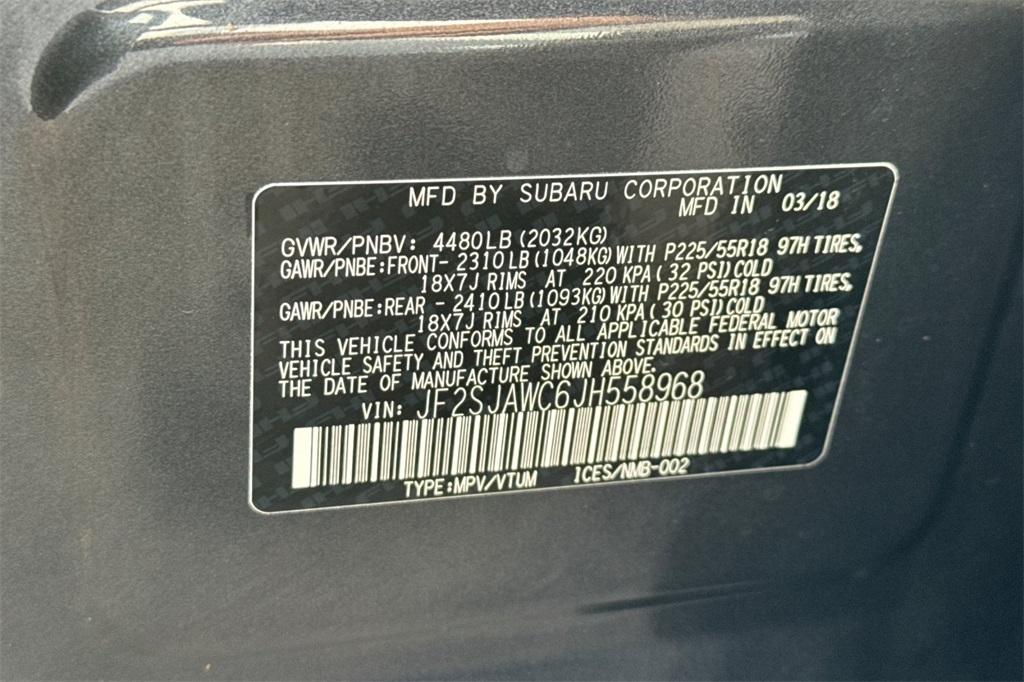 MFD BY SUBARU CORPORATION
MFD IN 03/18
GVWR/PNBV: 4480LB(2032KG)
GAWR/PNBE:FRONT- 2310LB(1048KG)WITH P225/55R18 97H TIRES,
18X7J RIMS AT 220 KPA( 32 PSI)COLD
GAWR/PNBE:REAR - 2410LB(1093KG)WITH P225/55R18 97H TIRES,
18X7J RIMS AT 210 KPA( 30 PSI)COLD
THIS VEHICLE CONFORMS TO ALL APPLICABLE FEDERAL MOTOR
VEHICLE SAFETY AND THEFT PREVENTION STANDARDS IN EFFECT ON
THE DATE OF MANUFACTURE SHOWN ABOVE.
VIN: JF2SJAWC6JH558968
TYPE:MPV/VTUM ICES/NMB-002